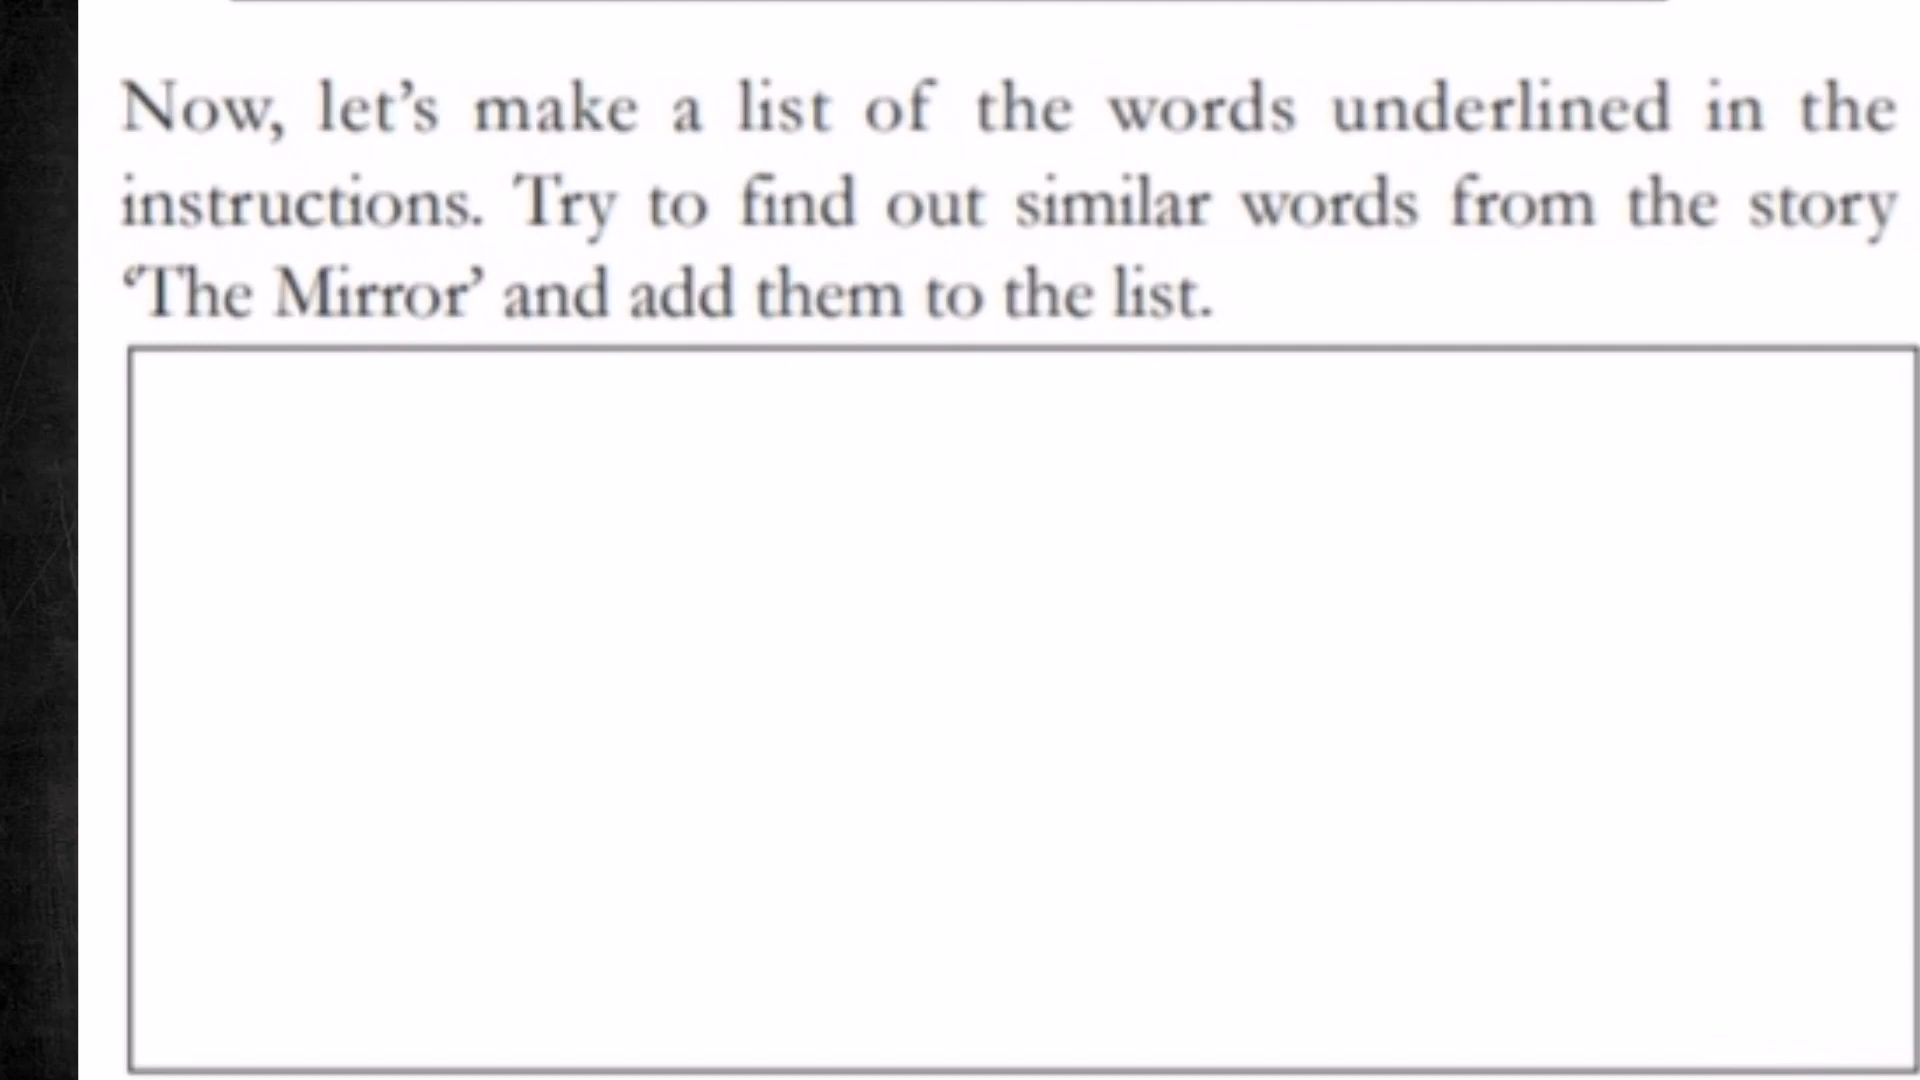 Now, let’s make a list of the words underlined in the
instructions. Try to find out similar words from the story
‘The Mirror’ and add them to the list.